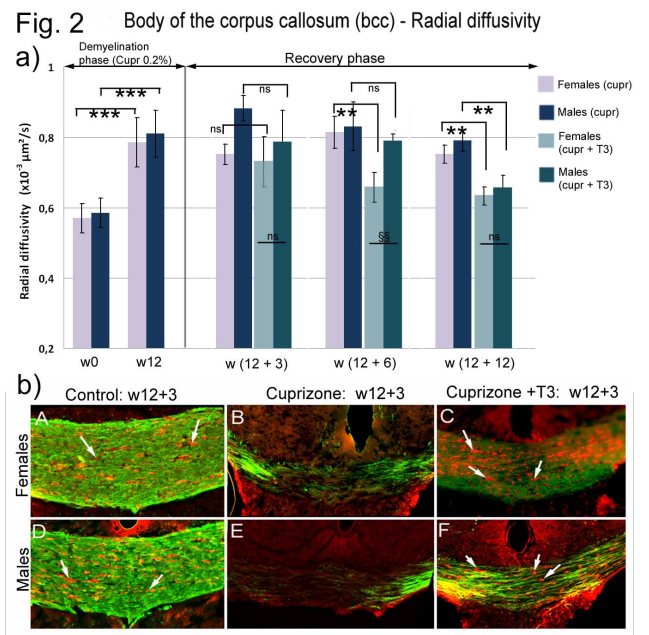 Fig. 2
Body of the corpus callosum (bcc) - Radial diffusivity
a)
Demyelination
phase (Cupr 0.2%)
Recovery phase
Radial diffusivity (x10⁻³ µm²/s)
1
0,8
0,6
0,4
0,2
***
***
ns
ns
ns
ns
**
§§
**
**
ns
w0
w12
w (12 + 3)
w (12 + 6)
w (12 + 12)
Females (cupr)
Males (cupr)
Females
(cupr + T3)
Males
(cupr + T3)
b)
Control: w12+3
Cuprizone: w12+3
Cuprizone +T3: w12+3
Females
A
B
C
Males
D
E
F